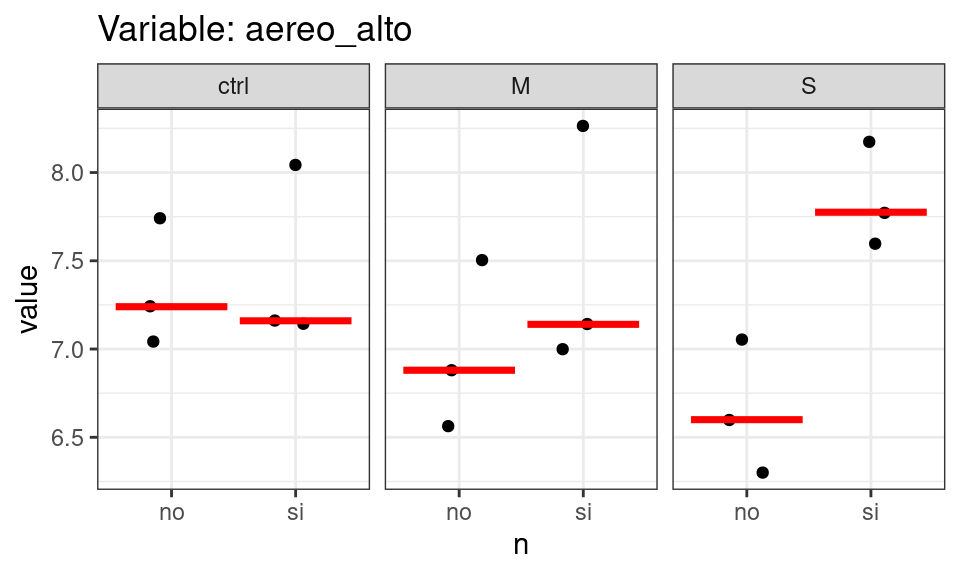 Variable: aereo_alto
ctrl M S
8.0
7.5
7.0
6.5
value
no si no si no si
n